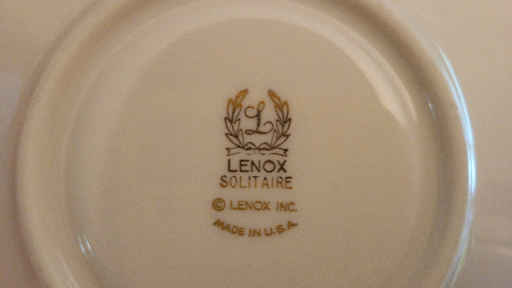 L
LENOX
SOLITAIRE
© LENOX INC.
MADE IN U.S.A.